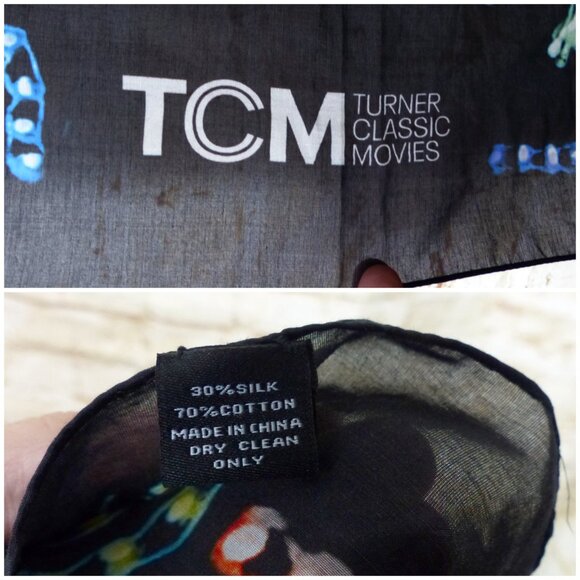 TCM
TURNER
CLASSIC
MOVIES
30%SILK
70%COTTON
MADE IN CHINA
DRY CLEAN
ONLY